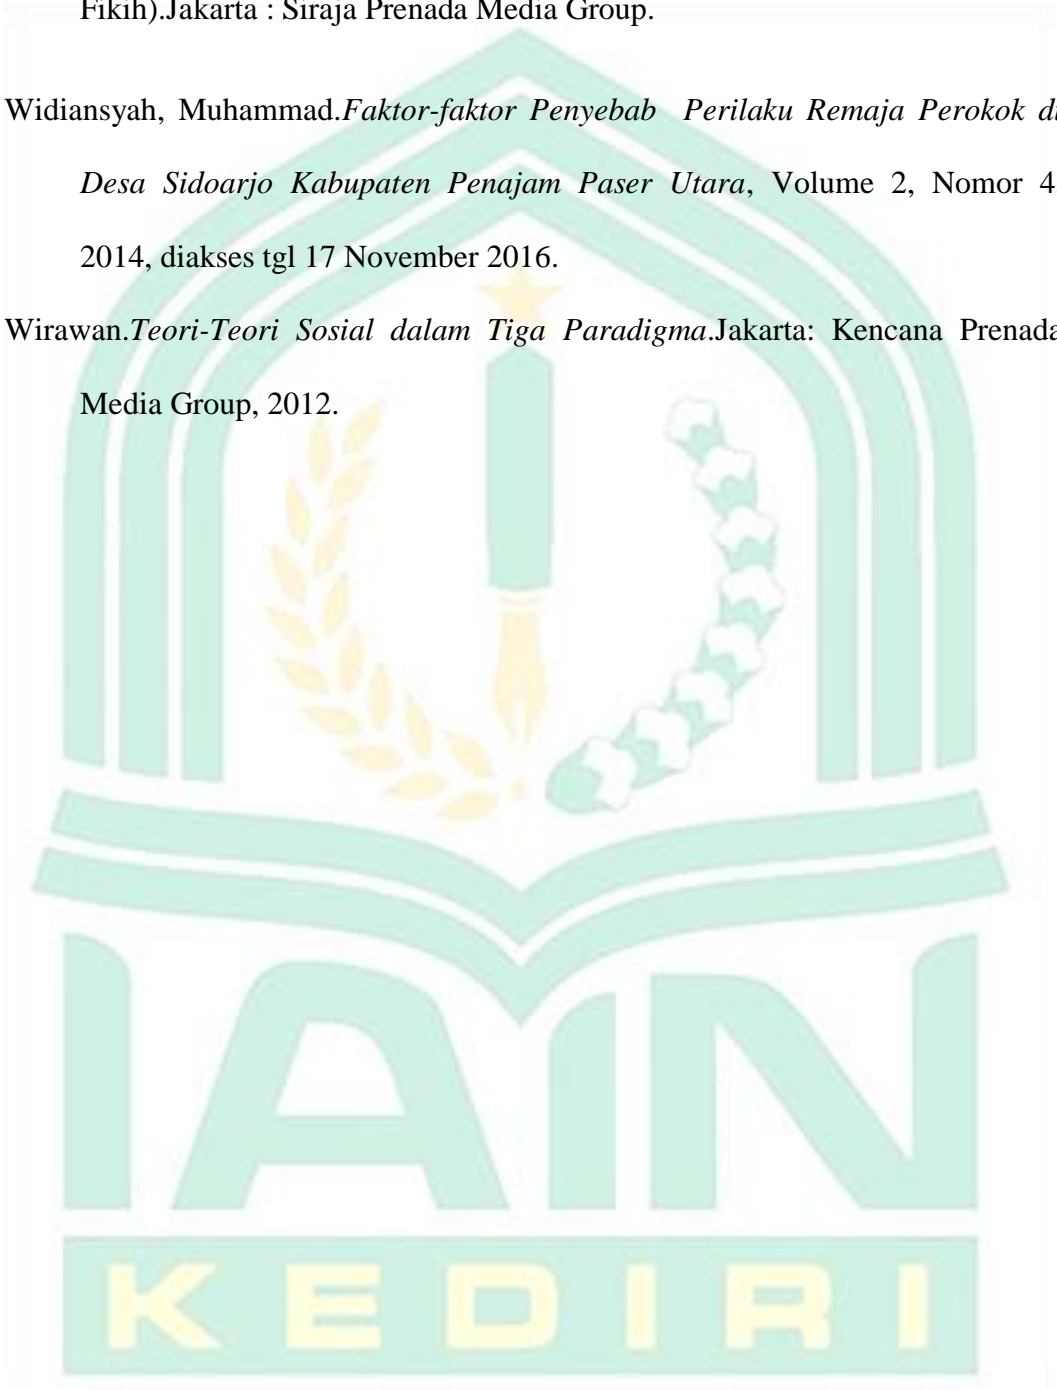 Fikih).Jakarta : Siraja Prenada Media Group.
Widiansyah, Muhammad.Faktor-faktor Penyebab Perilaku Remaja Perokok di
Desa Sidoarjo Kabupaten Penajam Paser Utara, Volume 2, Nomor 4,
2014, diakses tgl 17 November 2016.
Wirawan.Teori-Teori Sosial dalam Tiga Paradigma.Jakarta: Kencana Prenada
Media Group, 2012.
IAIN
KEDIRI